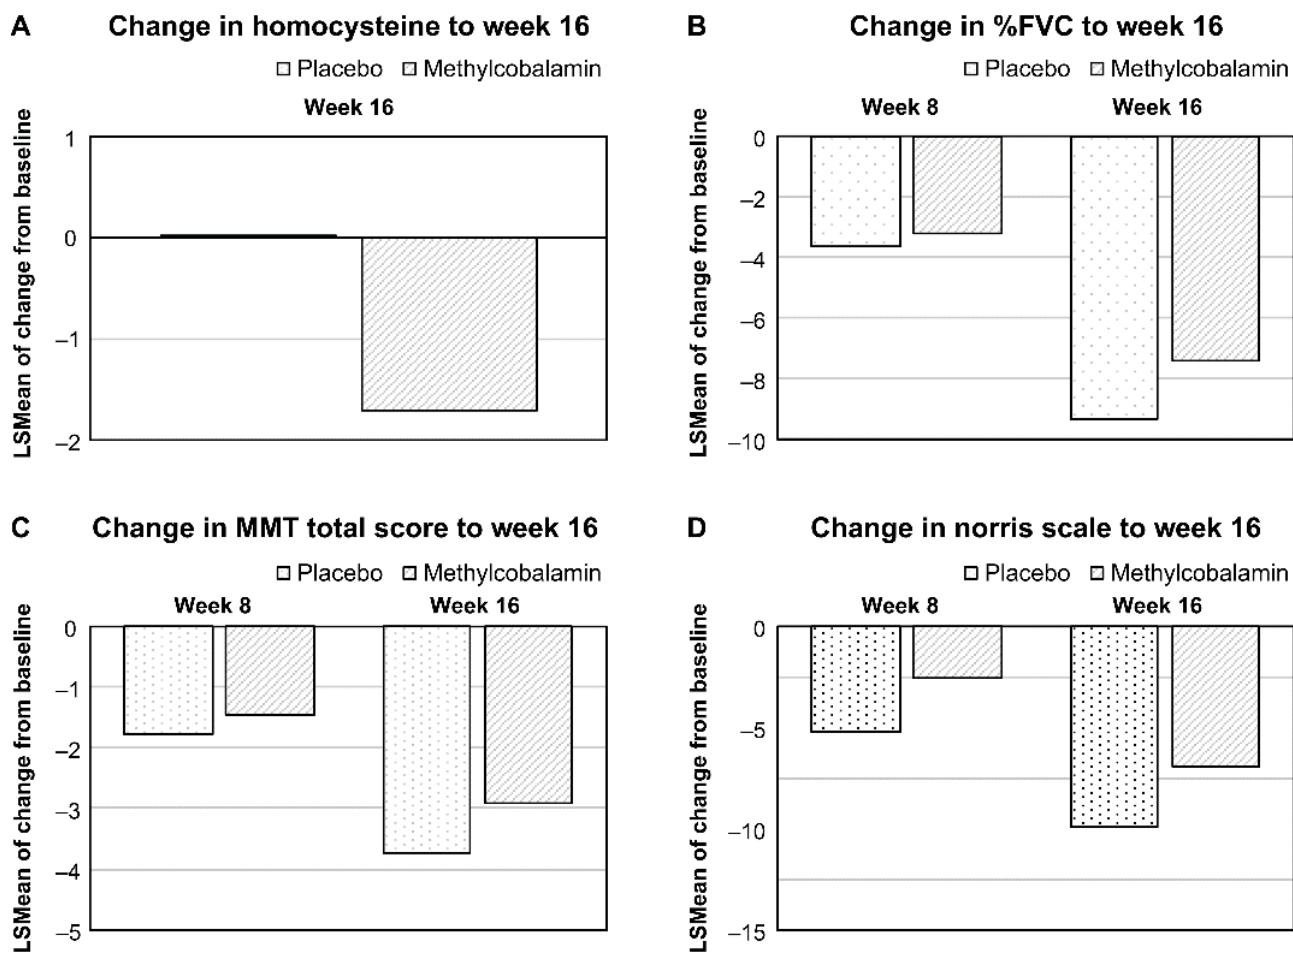 A Change in homocysteine to week 16
Placebo Methylcobalamin
Week 16
LSMean of change from baseline
1
0
–1
–2
B Change in %FVC to week 16
Placebo Methylcobalamin
Week 8 Week 16
LSMean of change from baseline
0
–2
–4
–6
–8
–10
C Change in MMT total score to week 16
Placebo Methylcobalamin
Week 8 Week 16
LSMean of change from baseline
0
–1
–2
–3
–4
–5
D Change in norris scale to week 16
Placebo Methylcobalamin
Week 8 Week 16
LSMean of change from baseline
0
–5
–10
–15